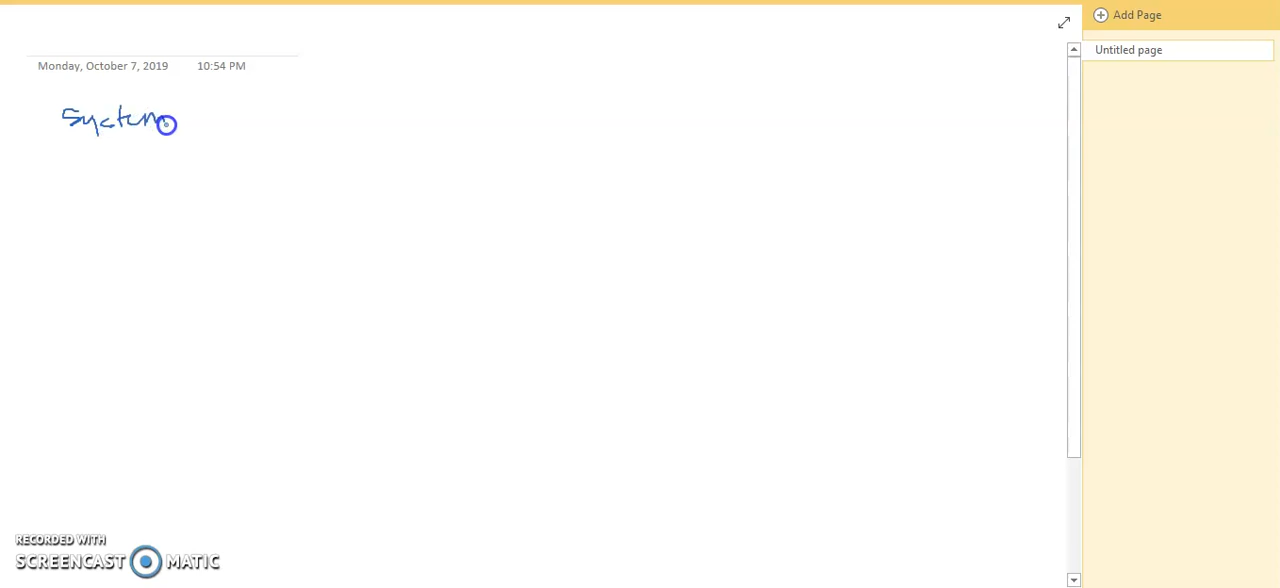 Add Page
Untitled page
Monday, October 7, 2019 10:54 PM
System
RECORDED WITH
SCREENCAST MATIC